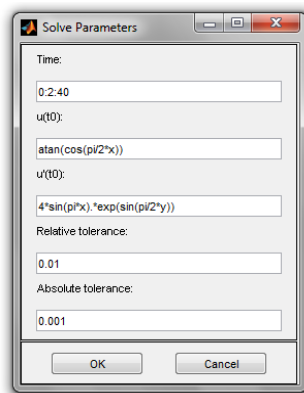 Solve Parameters
Time:
0:2:40
u(t0):
atan(cos(pi/2*x))
u'(t0):
4*sin(pi*x).*exp(sin(pi/2*y))
Relative tolerance:
0.01
Absolute tolerance:
0.001
OK Cancel